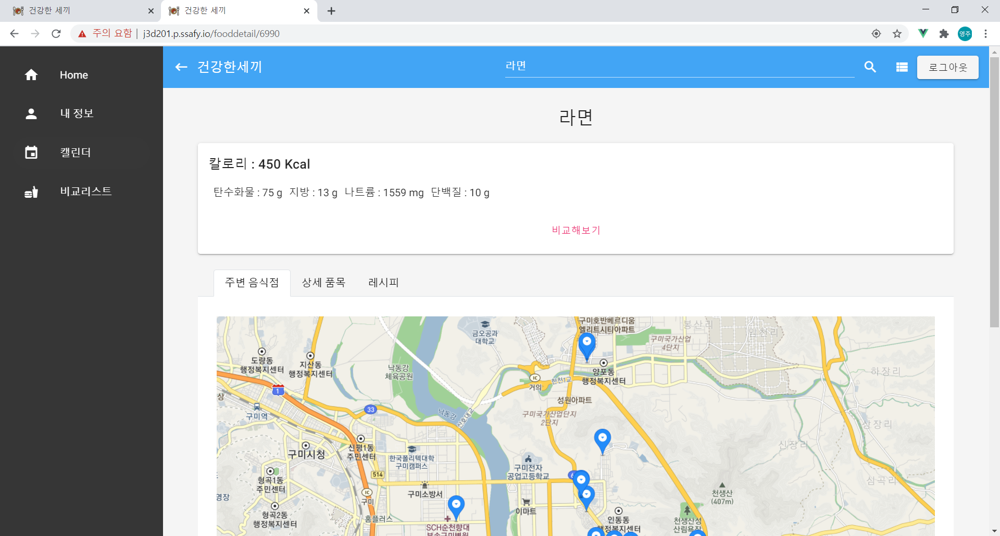 건강한 세끼
건강한 세끼
주의 요함 | j3d201.p.ssafy.io/fooddetail/6990
영주
Home
내 정보
캘린더
비교리스트
건강한세끼
라면
로그아웃
라면
칼로리 : 450 Kcal
탄수화물 : 75 g 지방 : 13 g 나트륨 : 1559 mg 단백질 : 10 g
비교해보기
주변 음식점
상세 품목
레시피
구미호반베르디움
엘리트시티아파트
봉산리
임천리
금오공과
대학교
구미국가산업
4단지
도량동
행정복지센터
지산동
행정복지센터
낙동강
체육공원
양포동
행정복지센터
하장리
IC
거의
한천1교
1
상
성원아파트
구미역
33
낙동강
산호대교
구미국가산업단지
2단지
상장리
신평1동
주민센터
신장리
구미시청
한국폴리텍대학
구미캠퍼스
구미전자
공업고등학교
514
6
형곡1동
주민센터
삼곡리
IC
구미
구미소방서
천생산
(407m)
영장
이마트
형곡2동
행정복지센터
홈플러스
인동동
행정복지센터
천생산성
산림욕장
SCH순천향대
부속구미병원